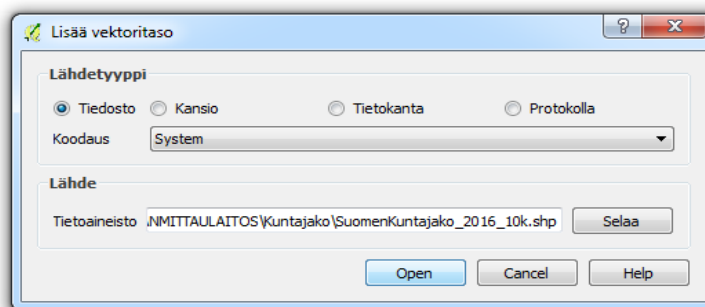 Lisää vektoritaso
?
Lähdetyyppi
Tiedosto Kansio Tietokanta Protokolla
Koodaus System
Lähde
Tietoaineisto NMITTAULAITOS\Kuntajako\SuomenKuntajako_2016_10k.shp Selaa
Open Cancel Help